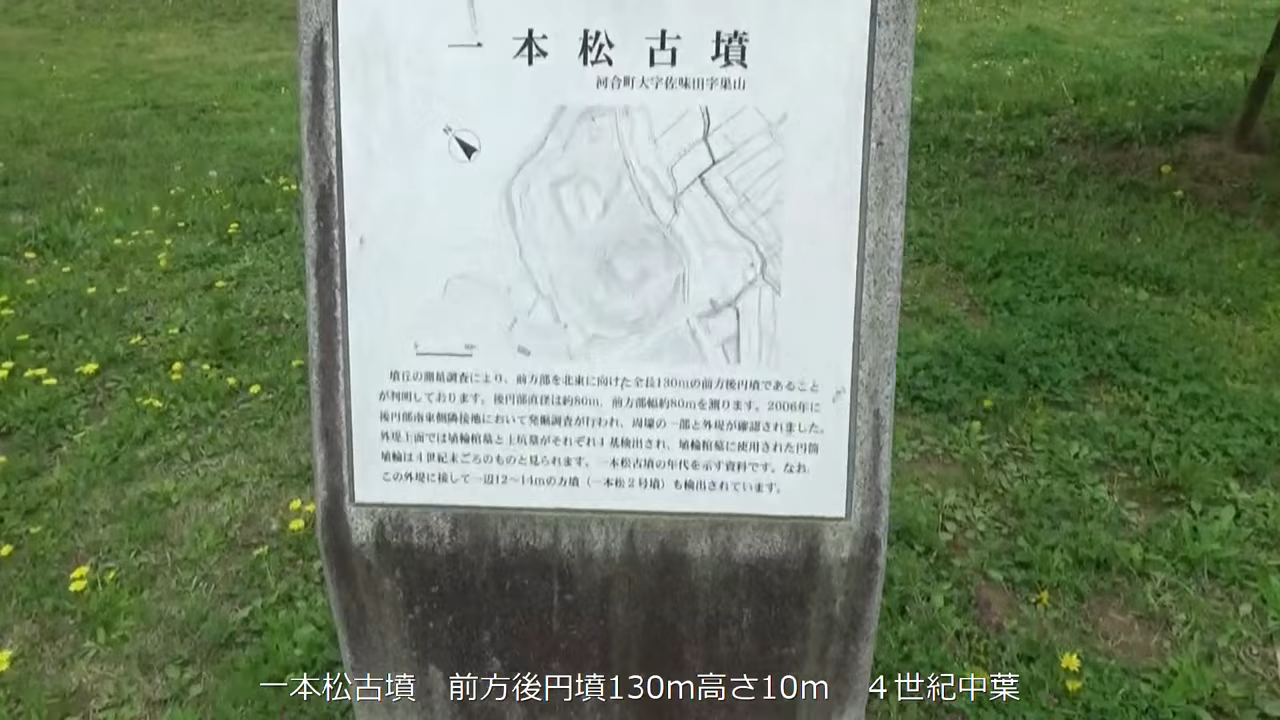 一本松古墳
河合町大字佐味田字巣山
墳丘の測量調査により、前方部を北東に向けた全長130mの前方後円墳であること
が判明しております。後円部直径は約80m、前方部幅約80mを測ります。2006年に
後円部南東側隣接地において発掘調査が行われ、周壕の一部と外堤が確認されました。
外堤上面では埴輪棺墓と土坑墓がそれぞれ1基検出され、埴輪棺墓に使用された円筒
埴輪は4世紀末ごろのものと見られます。一本松古墳の年代を示す資料です。なお、
この外堤に接して一辺12～14mの方墳（一本松2号墳）も検出されています。
一本松古墳　前方後円墳130m高さ10m　４世紀中葉